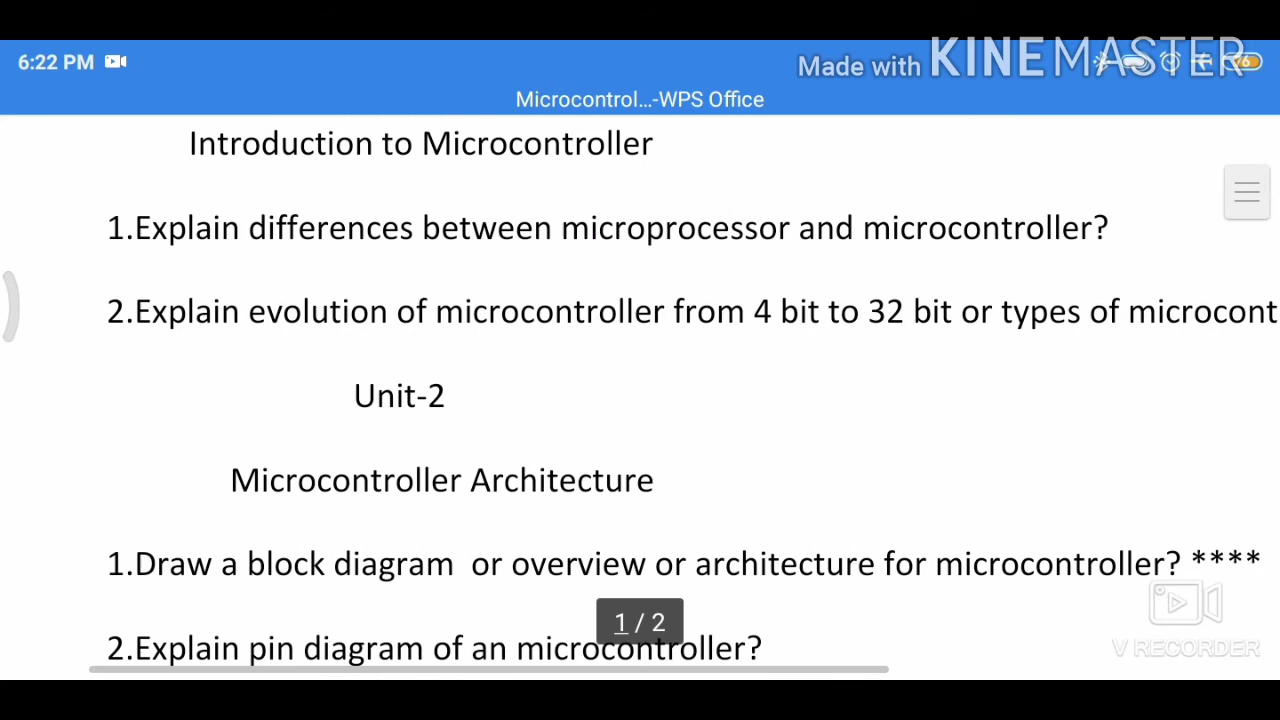 6:22 PM
Made with KINEMASTER
Microcontrol...-WPS Office
Introduction to Microcontroller
1.Explain differences between microprocessor and microcontroller?
2.Explain evolution of microcontroller from 4 bit to 32 bit or types of microcont
Unit-2
Microcontroller Architecture
1.Draw a block diagram or overview or architecture for microcontroller? ****
1 / 2
2.Explain pin diagram of an microcontroller?
V RECORDER